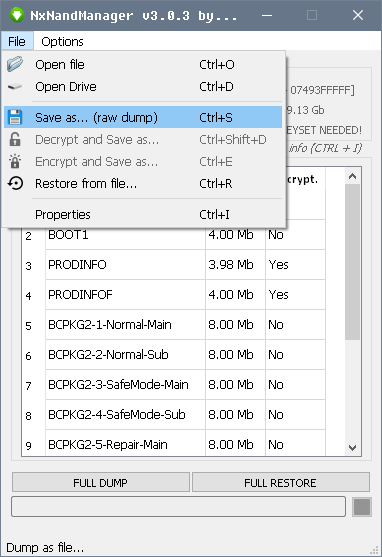 NxNandManager v3.0.3 by...
File Options
Open file Ctrl+O
Open Drive Ctrl+D
Save as... (raw dump) Ctrl+S
Decrypt and Save as... Ctrl+Shift+D
Encrypt and Save as... Ctrl+E
Restore from file... Ctrl+R
Properties Ctrl+I
07493FFFFF]
9.13 Gb
EYSET NEEDED!
info (CTRL + I)
crypt.
2 BOOT1 4.00 Mb No
3 PRODINFO 3.98 Mb Yes
4 PRODINFOF 4.00 Mb Yes
5 BCPKG2-1-Normal-Main 8.00 Mb No
6 BCPKG2-2-Normal-Sub 8.00 Mb No
7 BCPKG2-3-SafeMode-Main 8.00 Mb No
8 BCPKG2-4-SafeMode-Sub 8.00 Mb No
9 BCPKG2-5-Repair-Main 8.00 Mb No
FULL DUMP FULL RESTORE
Dump as file...